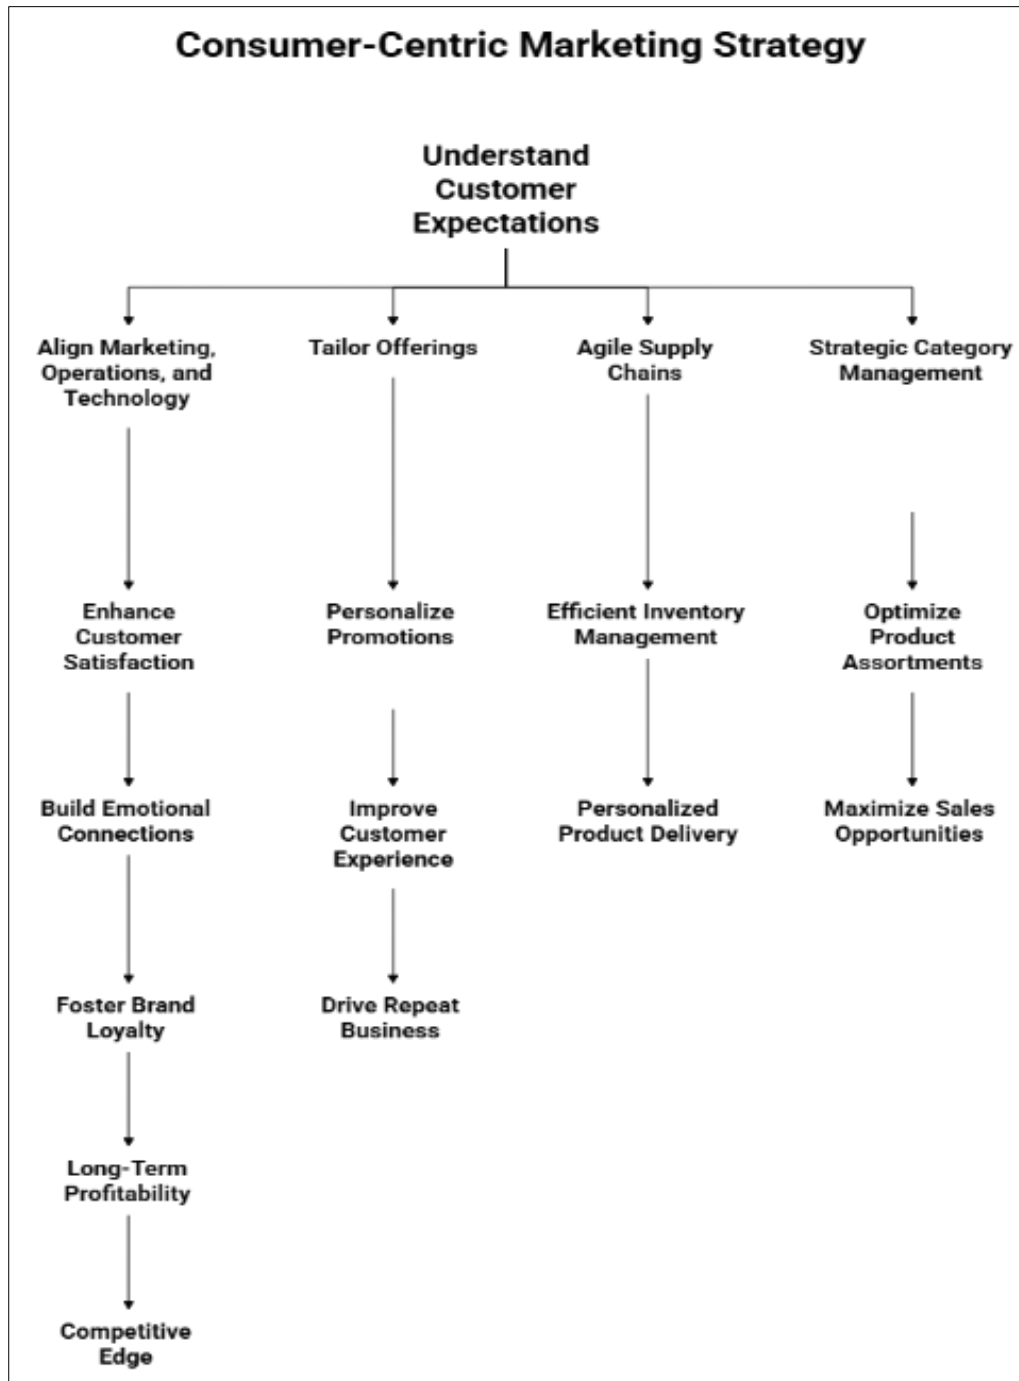 Consumer-Centric Marketing Strategy
Understand
Customer
Expectations
Align Marketing,
Operations, and
Technology
Tailor Offerings
Agile Supply
Chains
Strategic Category
Management
Enhance
Customer
Satisfaction
Personalize
Promotions
Efficient Inventory
Management
Optimize
Product
Assortments
Build Emotional
Connections
Improve
Customer
Experience
Personalized
Product Delivery
Maximize Sales
Opportunities
Foster Brand
Loyalty
Drive Repeat
Business
Long-Term
Profitability
Competitive
Edge